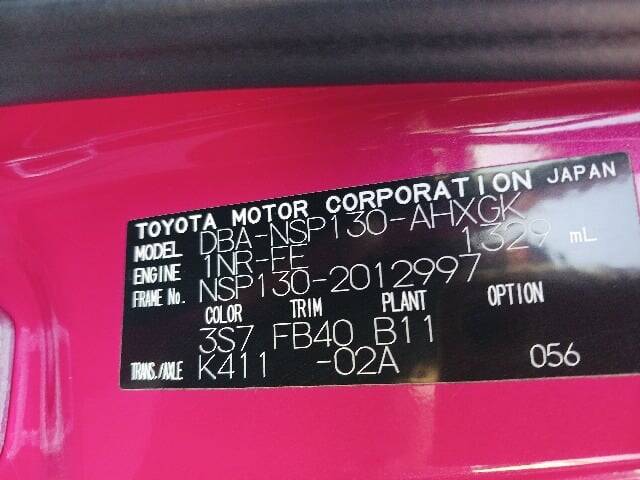 TOYOTA MOTOR CORPORATION JAPAN
MODEL DBA-NSP130-AHXGK
ENGINE 1NR-FE 1329 mL
FRAME No. NSP130-2012997
COLOR TRIM PLANT OPTION
3S7 FB40 B11
TRANS./AXLE K411 -02A 056